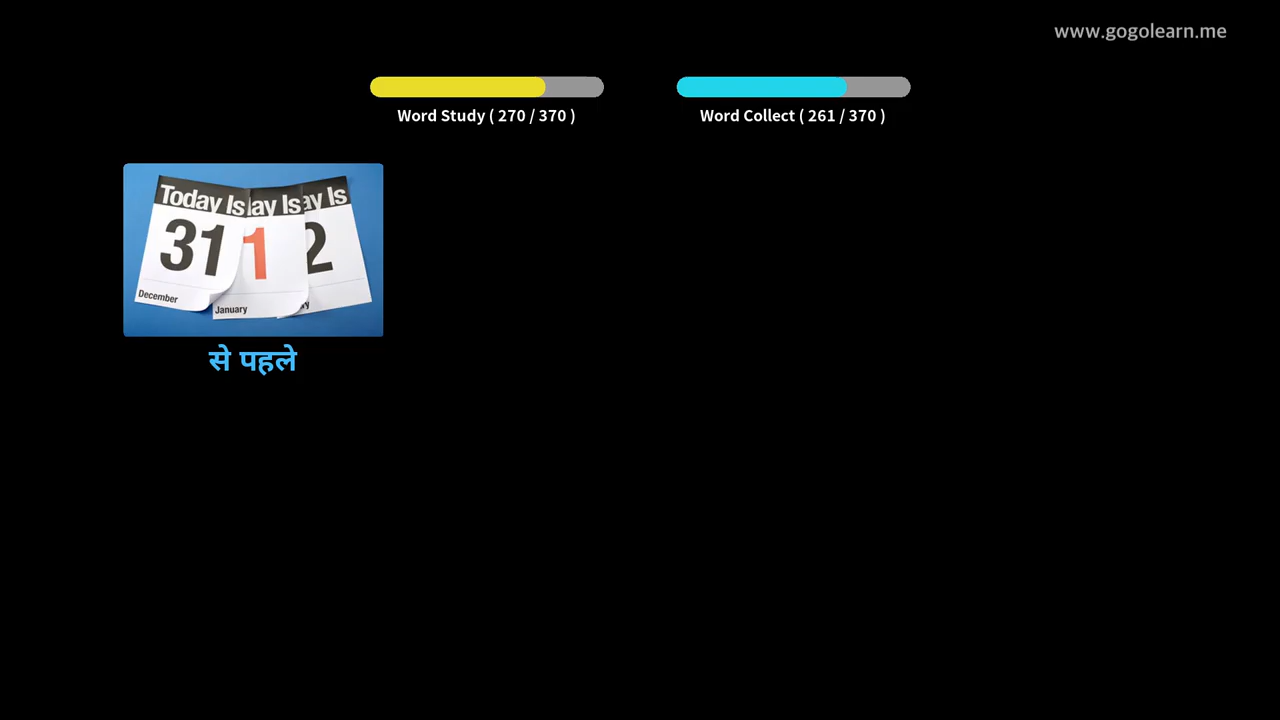 www.gogolearn.me
Word Study ( 270 / 370 )
Word Collect ( 261 / 370 )
Today Is
ay Is
ay Is
31
1
2
December
January
से पहले